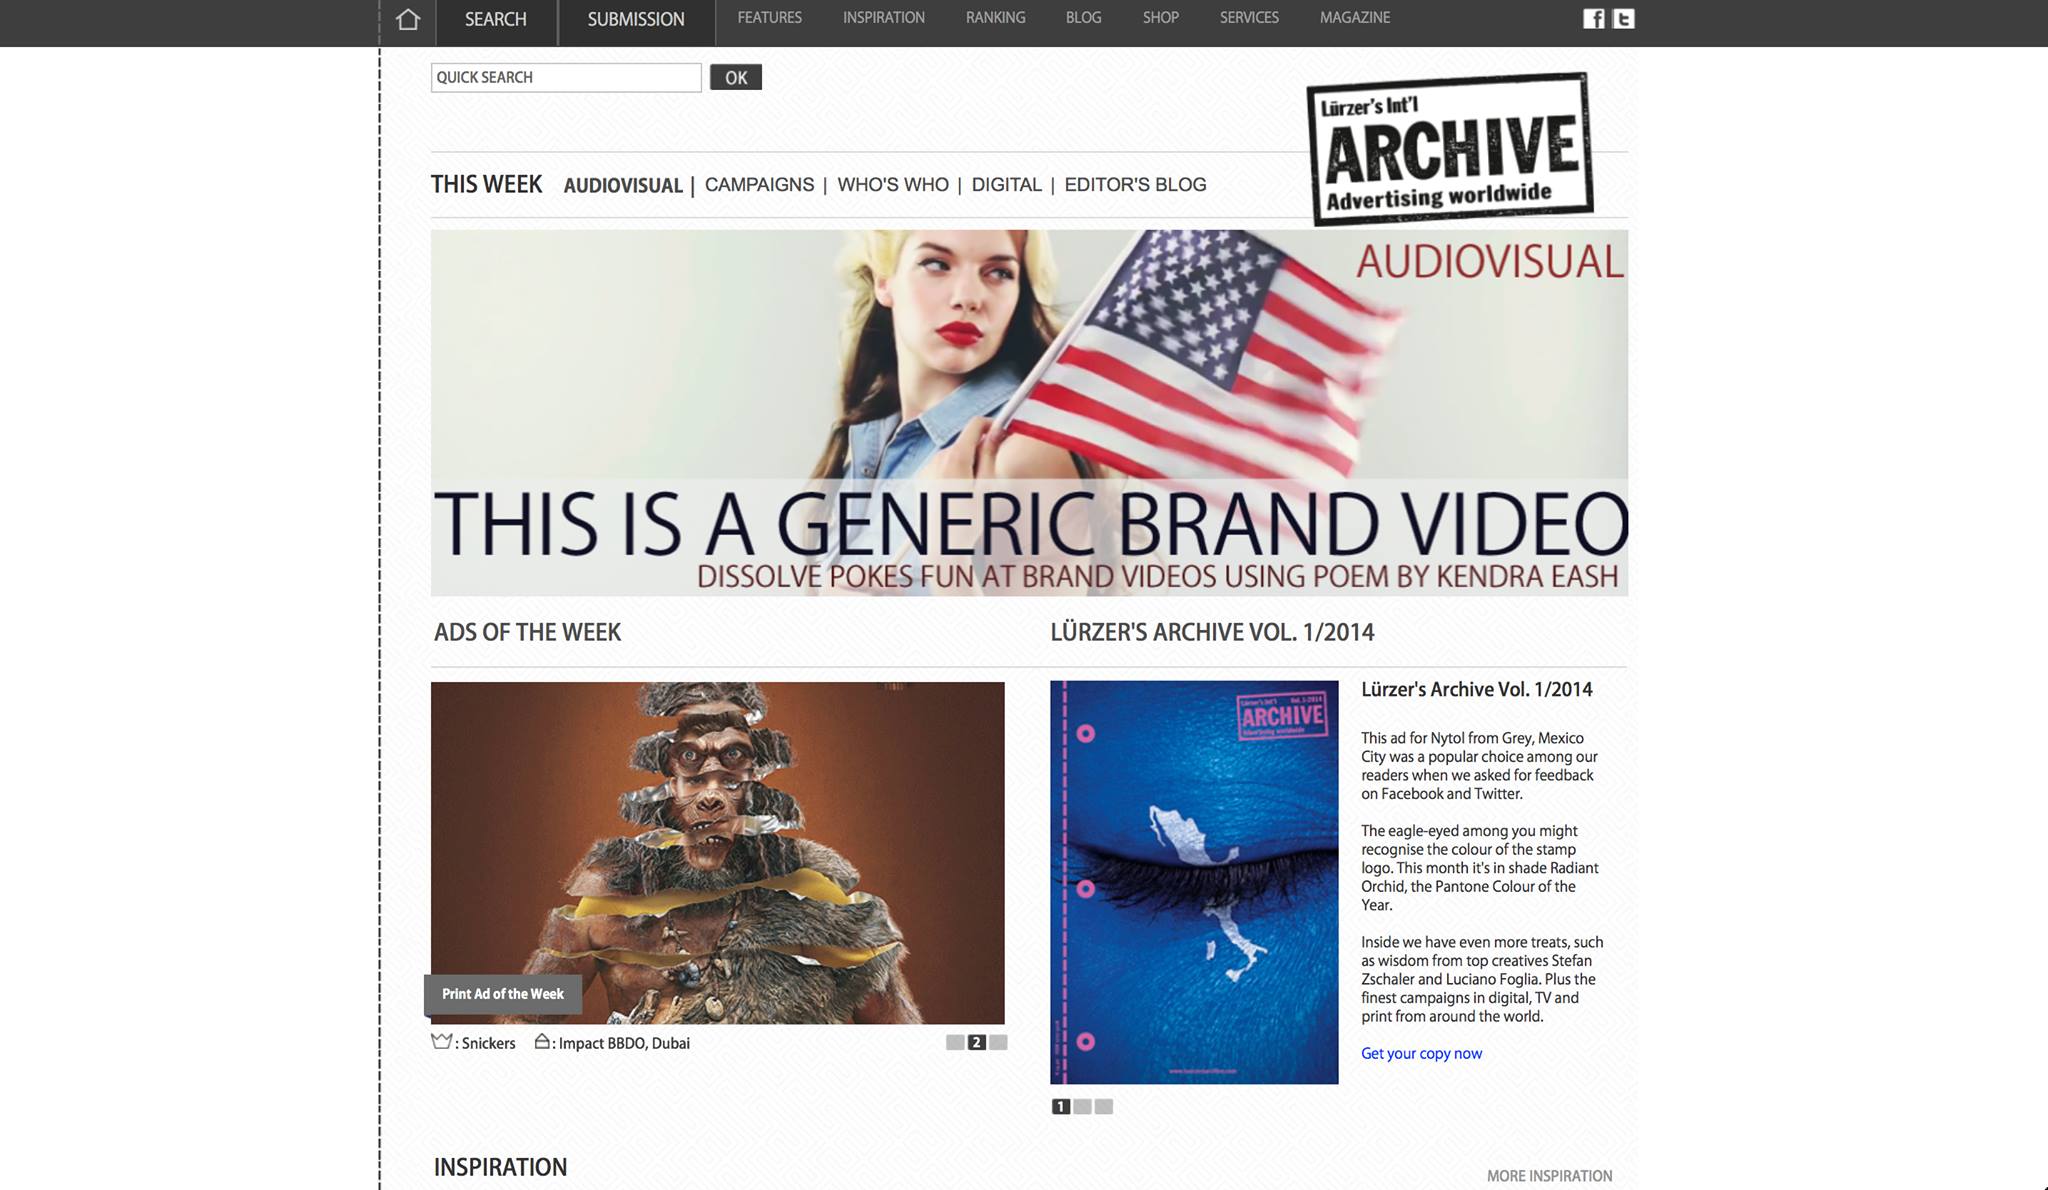 SEARCH
SUBMISSION
FEATURES
INSPIRATION
RANKING
BLOG
SHOP
SERVICES
MAGAZINE
QUICK SEARCH
OK
Lürzer's Int'l
ARCHIVE
Advertising worldwide
THIS WEEK AUDIOVISUAL | CAMPAIGNS | WHO'S WHO | DIGITAL | EDITOR'S BLOG
AUDIOVISUAL
THIS IS A GENERIC BRAND VIDEO
DISSOLVE POKES FUN AT BRAND VIDEOS USING POEM BY KENDRA EASH
ADS OF THE WEEK
Print Ad of the Week
: Snickers : Impact BBDO, Dubai
2
LÜRZER'S ARCHIVE VOL. 1/2014
Lürzer's Int'l Vol. 1/2014
ARCHIVE
Advertising worldwide
1
Lürzer's Archive Vol. 1/2014
This ad for Nytol from Grey, Mexico
City was a popular choice among our
readers when we asked for feedback
on Facebook and Twitter.
The eagle-eyed among you might
recognise the colour of the stamp
logo. This month it's in shade Radiant
Orchid, the Pantone Colour of the
Year.
Inside we have even more treats, such
as wisdom from top creatives Stefan
Zschaler and Luciano Foglia. Plus the
finest campaigns in digital, TV and
print from around the world.
Get your copy now
INSPIRATION
MORE INSPIRATION